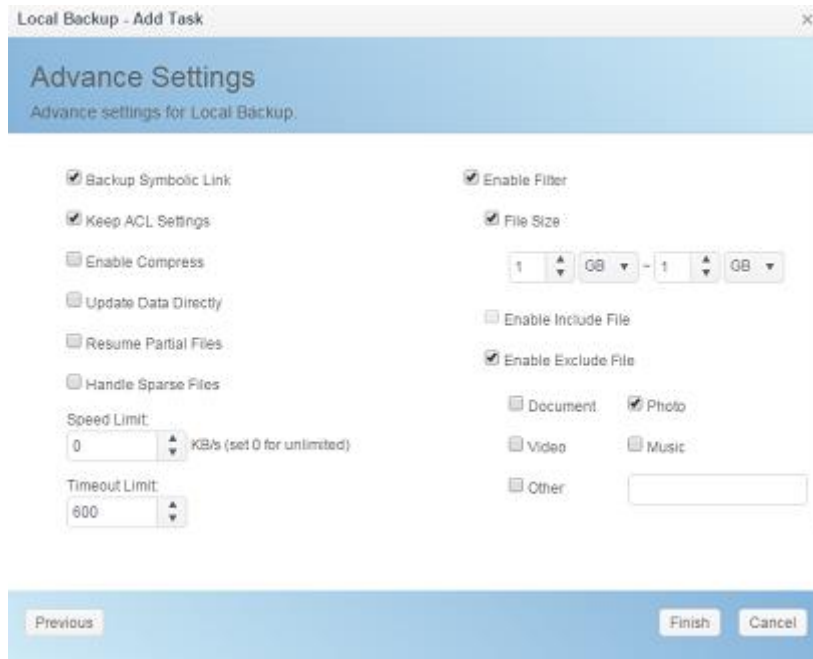 Local Backup - Add Task
Advance Settings
Advance settings for Local Backup.
Backup Symbolic Link
Keep ACL Settings
Enable Compress
Update Data Directly
Resume Partial Files
Handle Sparse Files
Speed Limit:
0 KB/s (set 0 for unlimited)
Timeout Limit:
600
Enable Filter
File Size
1 GB ~ 1 GB
Enable Include File
Enable Exclude File
Document Photo
Video Music
Other
Previous Finish Cancel